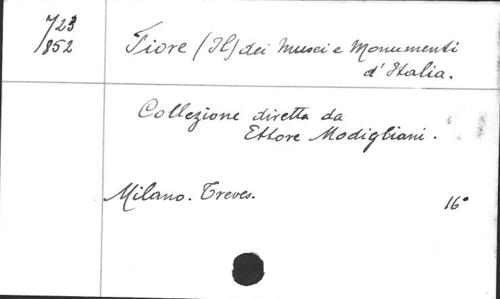 723
852
Fiore (Il) dei Musei e Monumenti
d'Italia.
Collezione diretta da
Ettore Modigliani.
Milano. Treves.
16°